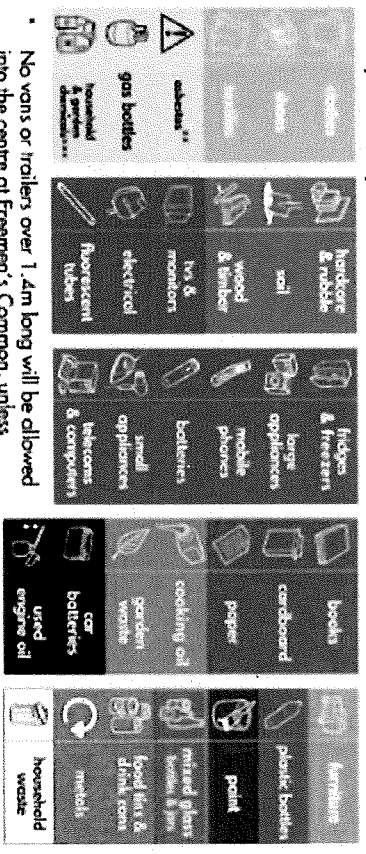 furniture
plastic bottles
paint
mixed glass
bottles & jars
food tins &
drink cans
metals
household
waste
books
cardboard
paper
cooking oil
garden
waste
car
batteries
used
engine oil
fridges
& freezers
large
appliances
mobile
phones
batteries
small
appliances
telecoms
& computers
hardcore
& rubble
soil
wood
& timber
tvs &
monitors
electrical
fluorescent
tubes
asbestos**
gas bottles
household
& garden
• No vans or trailers over 1.4m long will be allowed
into the centre at Freemen's Common, unless